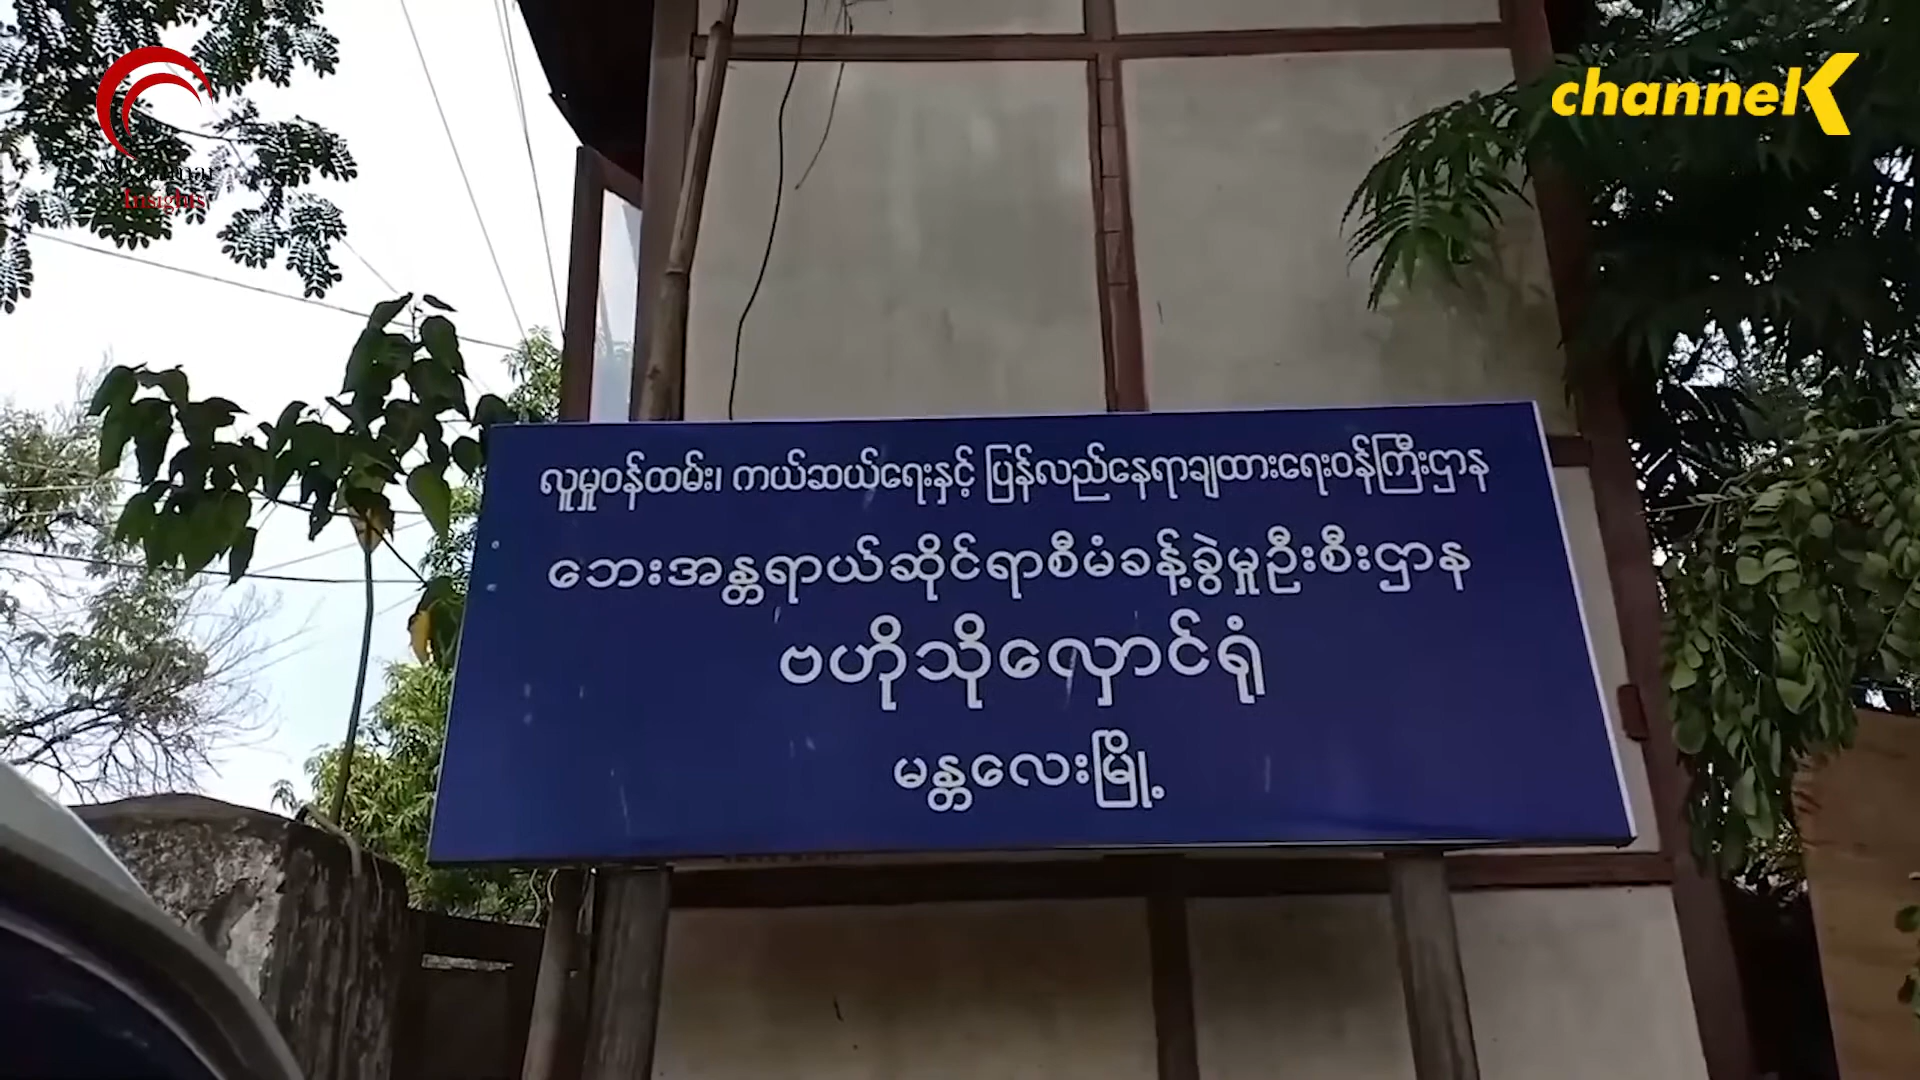 channelK
Insights
လူမှုဝန်ထမ်း၊ ကယ်ဆယ်ရေးနှင့် ပြန်လည်နေရာချထားရေးဝန်ကြီးဌာန
ဘေးအန္တရာယ်ဆိုင်ရာစီမံခန့်ခွဲမှုဦးစီးဌာန
ဗဟိုသိုလှောင်ရုံ
မန္တလေးမြို့